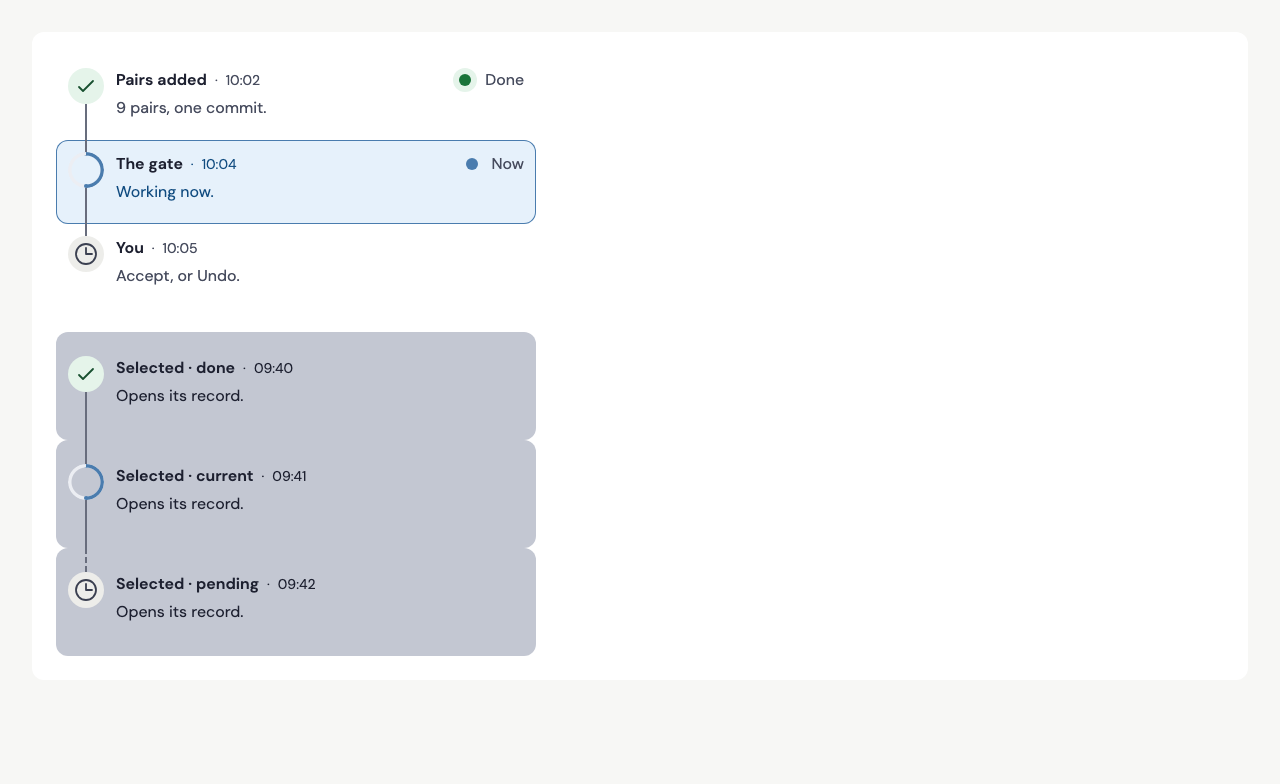 Pairs added · 10:02 Done
9 pairs, one commit.
The gate · 10:04 Now
Working now.
You · 10:05
Accept, or Undo.
Selected · done · 09:40
Opens its record.
Selected · current · 09:41
Opens its record.
Selected · pending · 09:42
Opens its record.